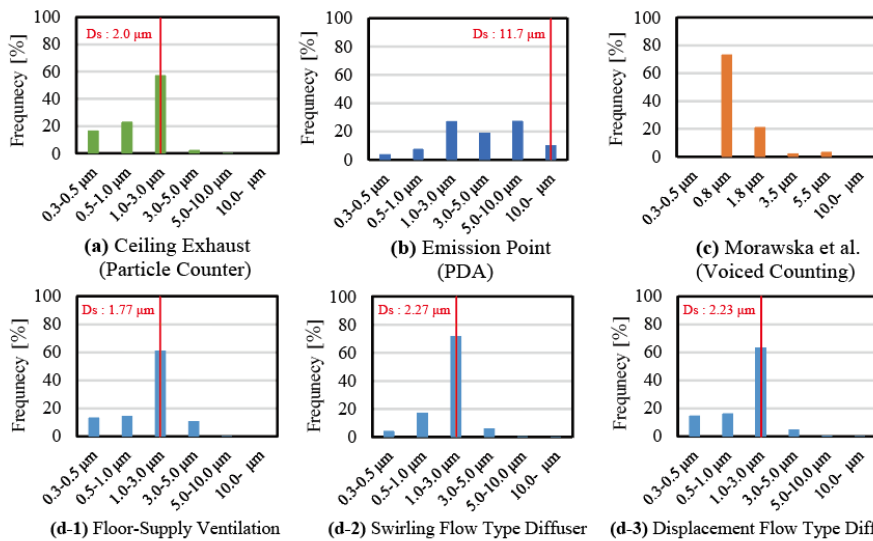 Frequnecy [%]
100
80
60
40
20
0
Ds : 2.0 μm
0.3-0.5 μm
0.5-1.0 μm
1.0-3.0 μm
3.0-5.0 μm
5.0-10.0 μm
10.0- μm
(a) Ceiling Exhaust
(Particle Counter)
Frequnecy [%]
100
80
60
40
20
0
Ds : 11.7 μm
0.3-0.5 μm
0.5-1.0 μm
1.0-3.0 μm
3.0-5.0 μm
5.0-10.0 μm
10.0- μm
(b) Emission Point
(PDA)
Frequnecy [%]
100
80
60
40
20
0
0.3-0.5 μm
0.8 μm
1.8 μm
3.5 μm
5.5 μm
10.0- μm
(c) Morawska et al.
(Voiced Counting)
Frequnecy [%]
100
80
60
40
20
0
Ds : 1.77 μm
0.3-0.5 μm
0.5-1.0 μm
1.0-3.0 μm
3.0-5.0 μm
5.0-10.0 μm
10.0- μm
(d-1) Floor-Supply Ventilation
Frequnecy [%]
100
80
60
40
20
0
Ds : 2.27 μm
0.3-0.5 μm
0.5-1.0 μm
1.0-3.0 μm
3.0-5.0 μm
5.0-10.0 μm
10.0- μm
(d-2) Swirling Flow Type Diffuser
Frequnecy [%]
100
80
60
40
20
0
Ds : 2.23 μm
0.3-0.5 μm
0.5-1.0 μm
1.0-3.0 μm
3.0-5.0 μm
5.0-10.0 μm
10.0- μm
(d-3) Displacement Flow Type